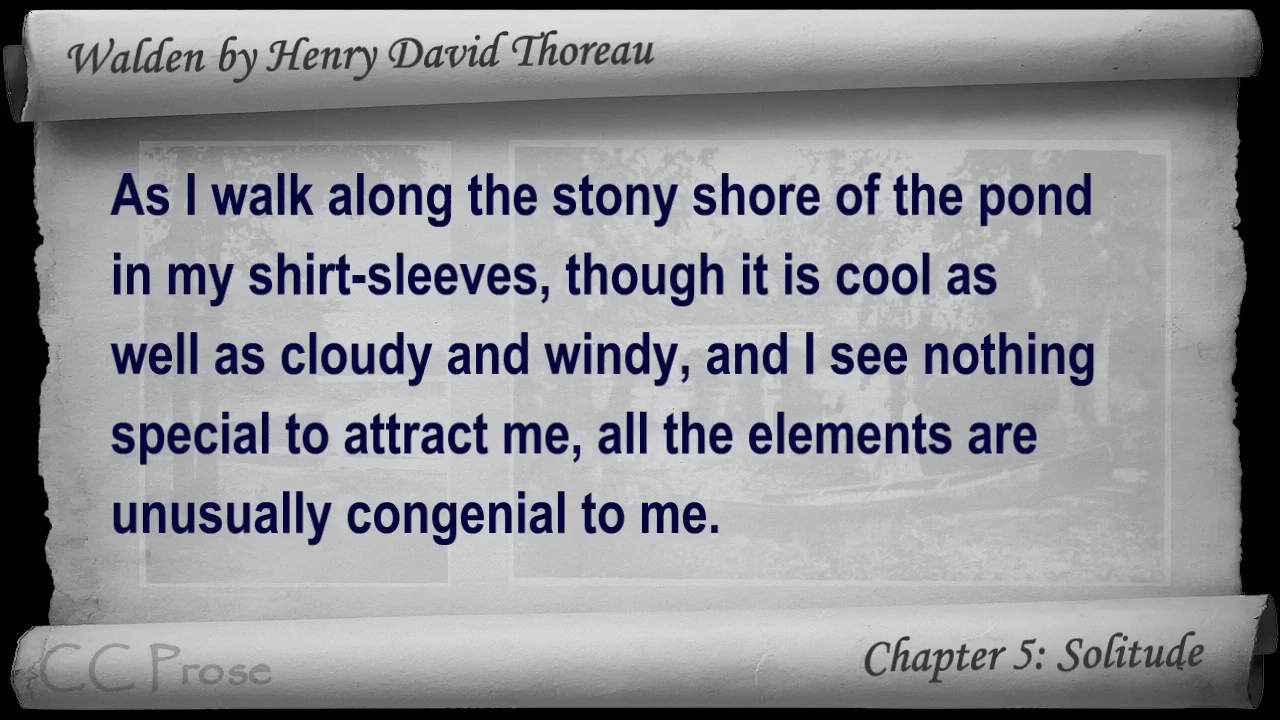 Walden by Henry David Thoreau
As I walk along the stony shore of the pond
in my shirt-sleeves, though it is cool as
well as cloudy and windy, and I see nothing
special to attract me, all the elements are
unusually congenial to me.
CC Prose
Chapter 5: Solitude